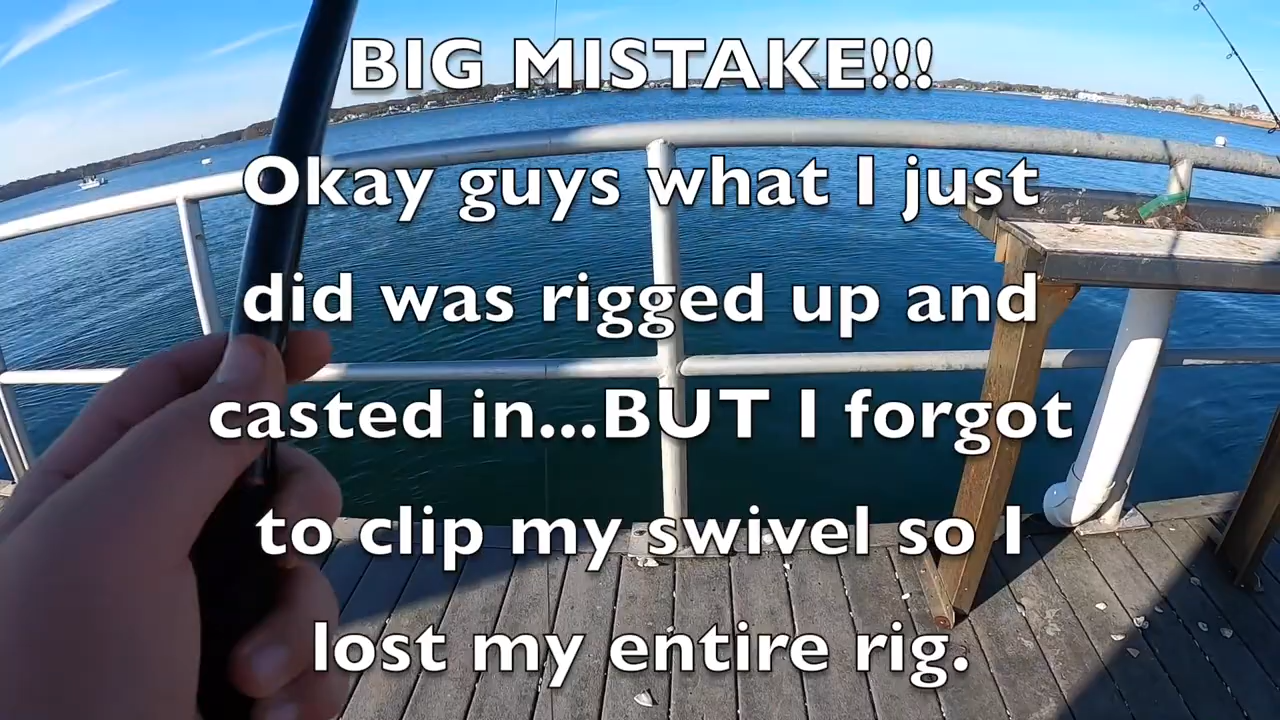 BIG MISTAKE!!!
Okay guys what I just
did was rigged up and
casted in...BUT I forgot
to clip my swivel so I
lost my entire rig.